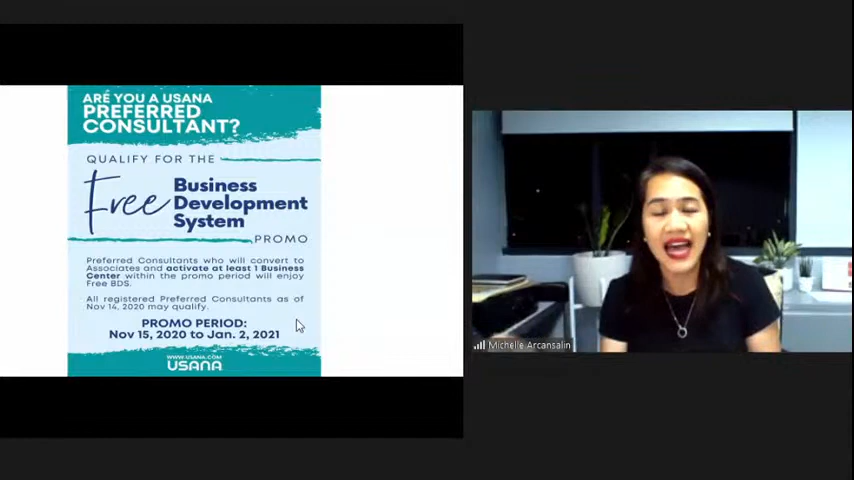 ARE YOU A USANA
PREFERRED
CONSULTANT?
QUALIFY FOR THE
Free
Business
Development
System
PROMO
Preferred Consultants who will convert to
Associates and activate at least 1 Business
Center within the promo period will enjoy
Free BDS.
All registered Preferred Consultants as of
Nov 14, 2020 may qualify.
PROMO PERIOD:
Nov 15, 2020 to Jan. 2, 2021
WWW.USANA.COM
USANA
Michelle Arcansalin